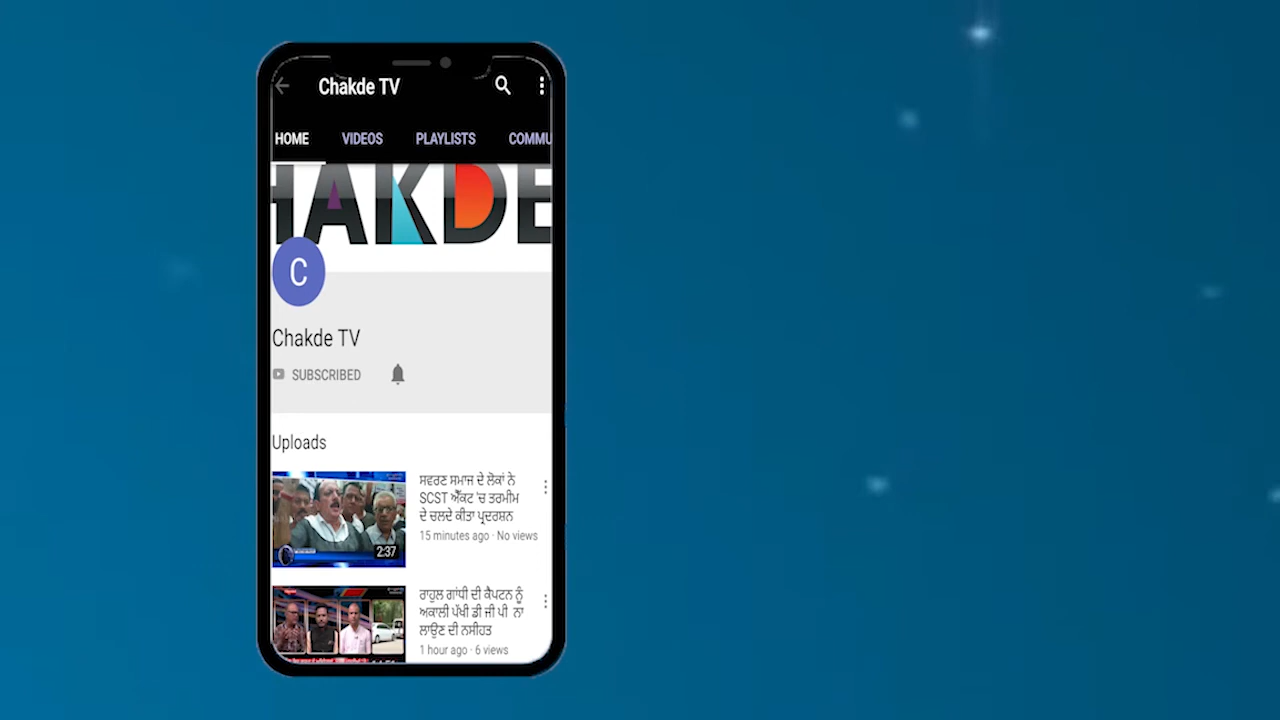 Chakde TV
HOME VIDEOS PLAYLISTS COMMU
HAKDE
C
Chakde TV
SUBSCRIBED
Uploads
ਸਵਰਣ ਸਮਾਜ ਦੇ ਲੋਕਾਂ ਨੇ
SCST ਐਕਟ 'ਚ ਤਰਮੀਮ
ਦੇ ਚਲਦੇ ਕੀਤਾ ਪ੍ਰਦਰਸ਼ਨ
15 minutes ago · No views
2:37
ਰਾਹੁਲ ਗਾਂਧੀ ਦੀ ਕੈਪਟਨ ਨੂੰ
ਅਕਾਲੀ ਪੱਖੀ ਡੀ ਜੀ ਪੀ ਨਾ
ਲਾਉਣ ਦੀ ਨਸੀਹਤ
1 hour ago · 6 views